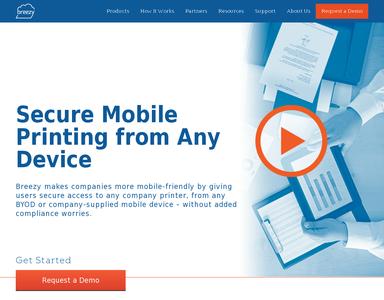 breezy
Products How It Works Partners Resources Support About Us Request a Demo
Secure Mobile
Printing from Any
Device
Breezy makes companies more mobile-friendly by giving
users secure access to any company printer, from any
BYOD or company-supplied mobile device – without added
compliance worries.
Get Started
Request a Demo